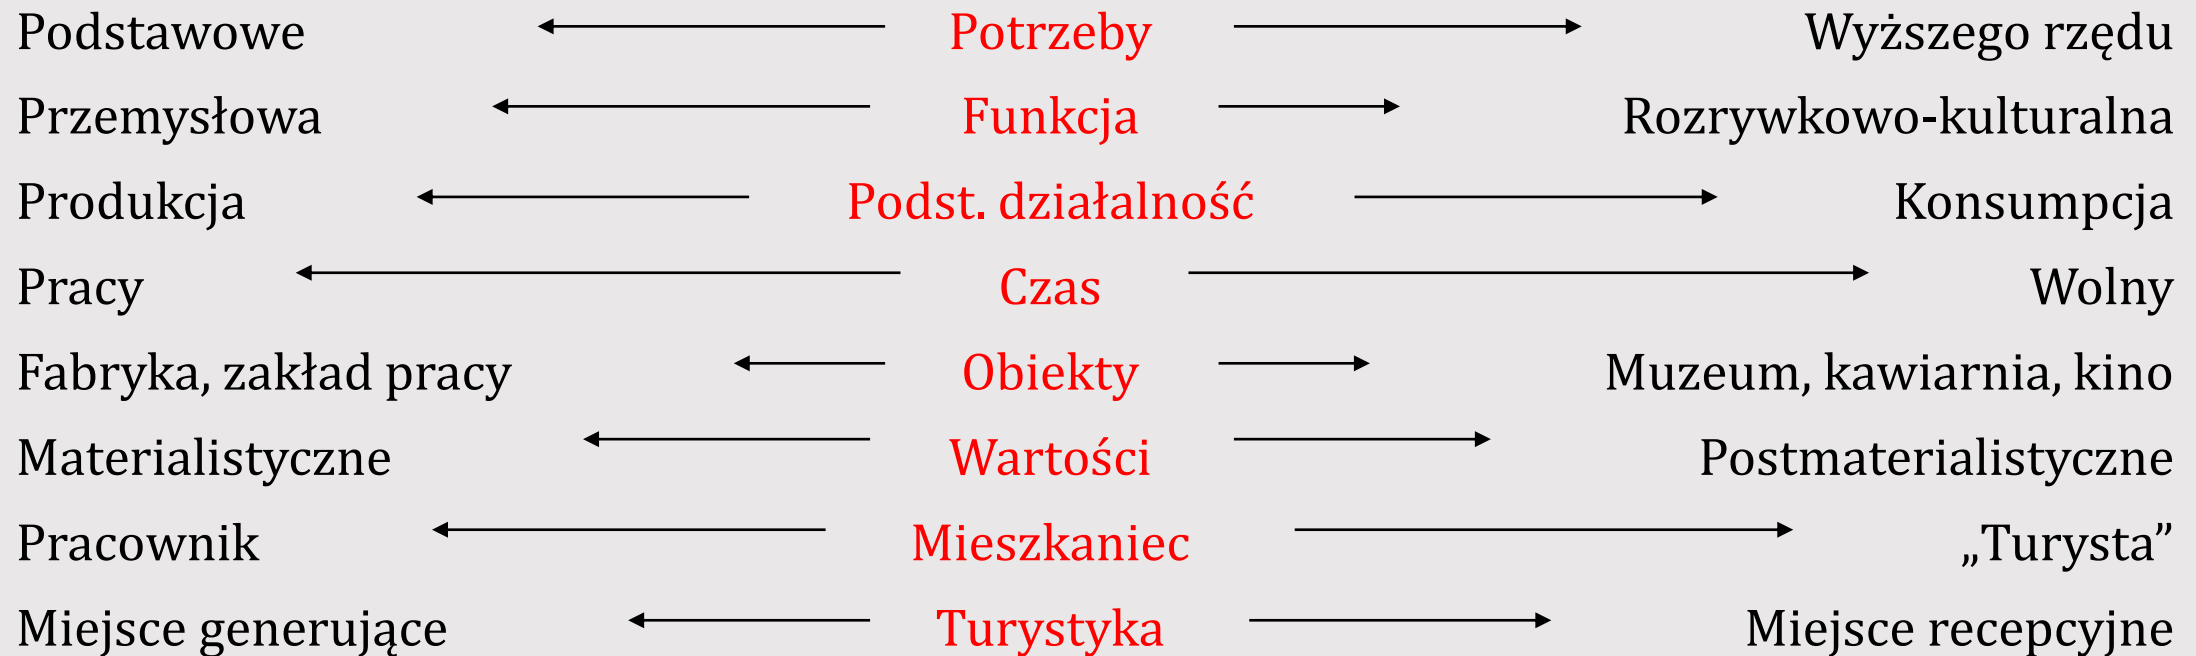 Podstawowe Potrzeby Wyższego rzędu
Przemysłowa Funkcja Rozrywkowo-kulturalna
Produkcja Podst. działalność Konsumpcja
Pracy Czas Wolny
Fabryka, zakład pracy Obiekty Muzeum, kawiarnia, kino
Materialistyczne Wartości Postmaterialistyczne
Pracownik Mieszkaniec „Turysta”
Miejsce generujące Turystyka Miejsce recepcyjne